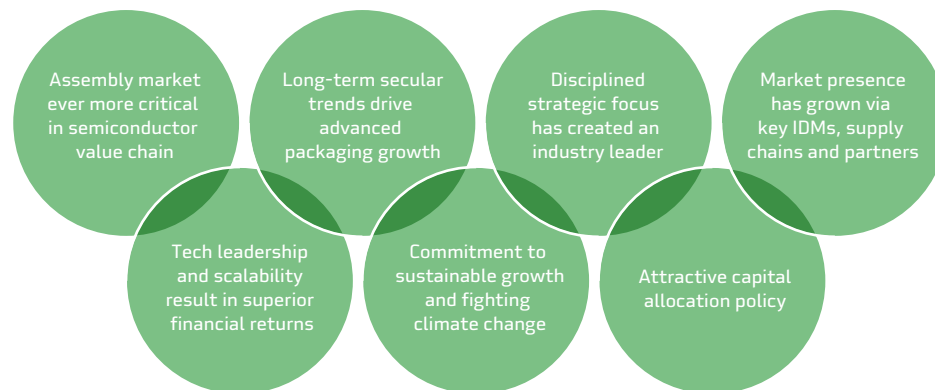 Assembly market
ever more critical
in semiconductor
value chain
Long-term secular
trends drive
advanced
packaging growth
Disciplined
strategic focus
has created an
industry leader
Market presence
has grown via
key IDMs, supply
chains and partners
Tech leadership
and scalability
result in superior
financial returns
Commitment to
sustainable growth
and fighting
climate change
Attractive capital
allocation policy